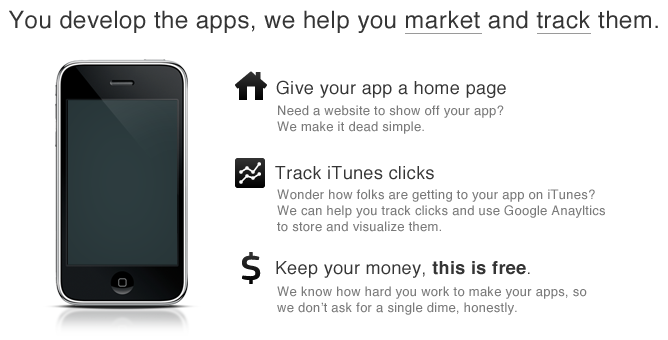 You develop the apps, we help you market and track them.
Give your app a home page
Need a website to show off your app?
We make it dead simple.
Track iTunes clicks
Wonder how folks are getting to your app on iTunes?
We can help you track clicks and use Google Anayltics
to store and visualize them.
$ Keep your money, this is free.
We know how hard you work to make your apps, so
we don't ask for a single dime, honestly.